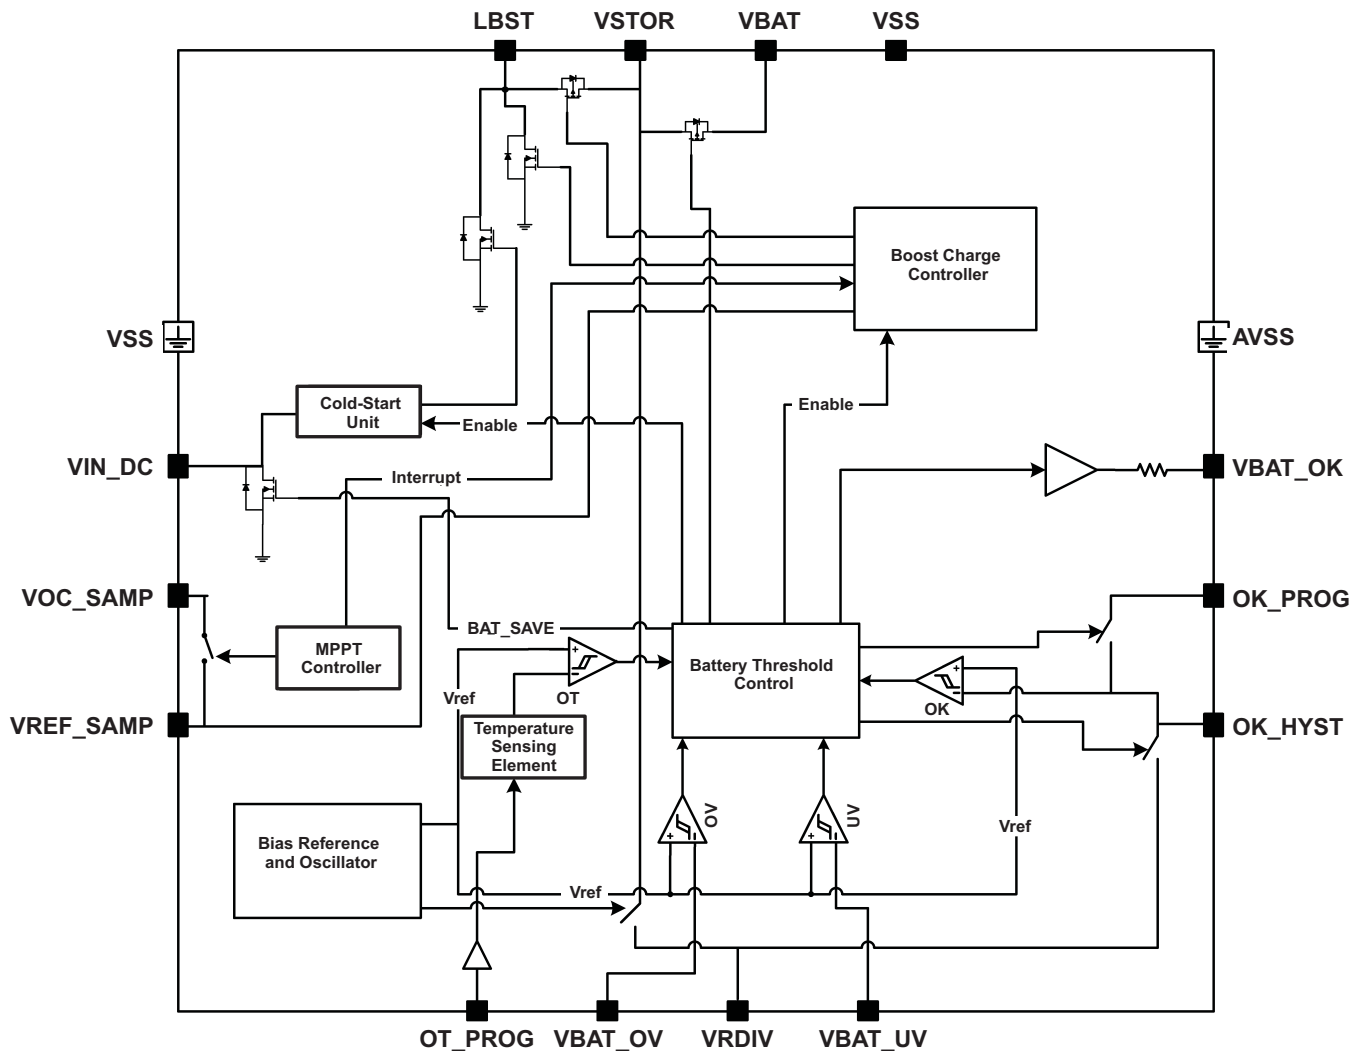 LBST
VSTOR
VBAT
VSS
Boost Charge
Controller
VSS
AVSS
Cold-Start
Unit
Enable
Enable
VIN_DC
Interrupt
VBAT_OK
VOC_SAMP
OK_PROG
BAT_SAVE
MPPT
Controller
+
–
OT
Vref
Battery Threshold
Control
+
–
OK
VREF_SAMP
OK_HYST
Temperature
Sensing
Element
OV
+
–
UV
+
–
Vref
Bias Reference
and Oscillator
Vref
OT_PROG
VBAT_OV
VRDIV
VBAT_UV